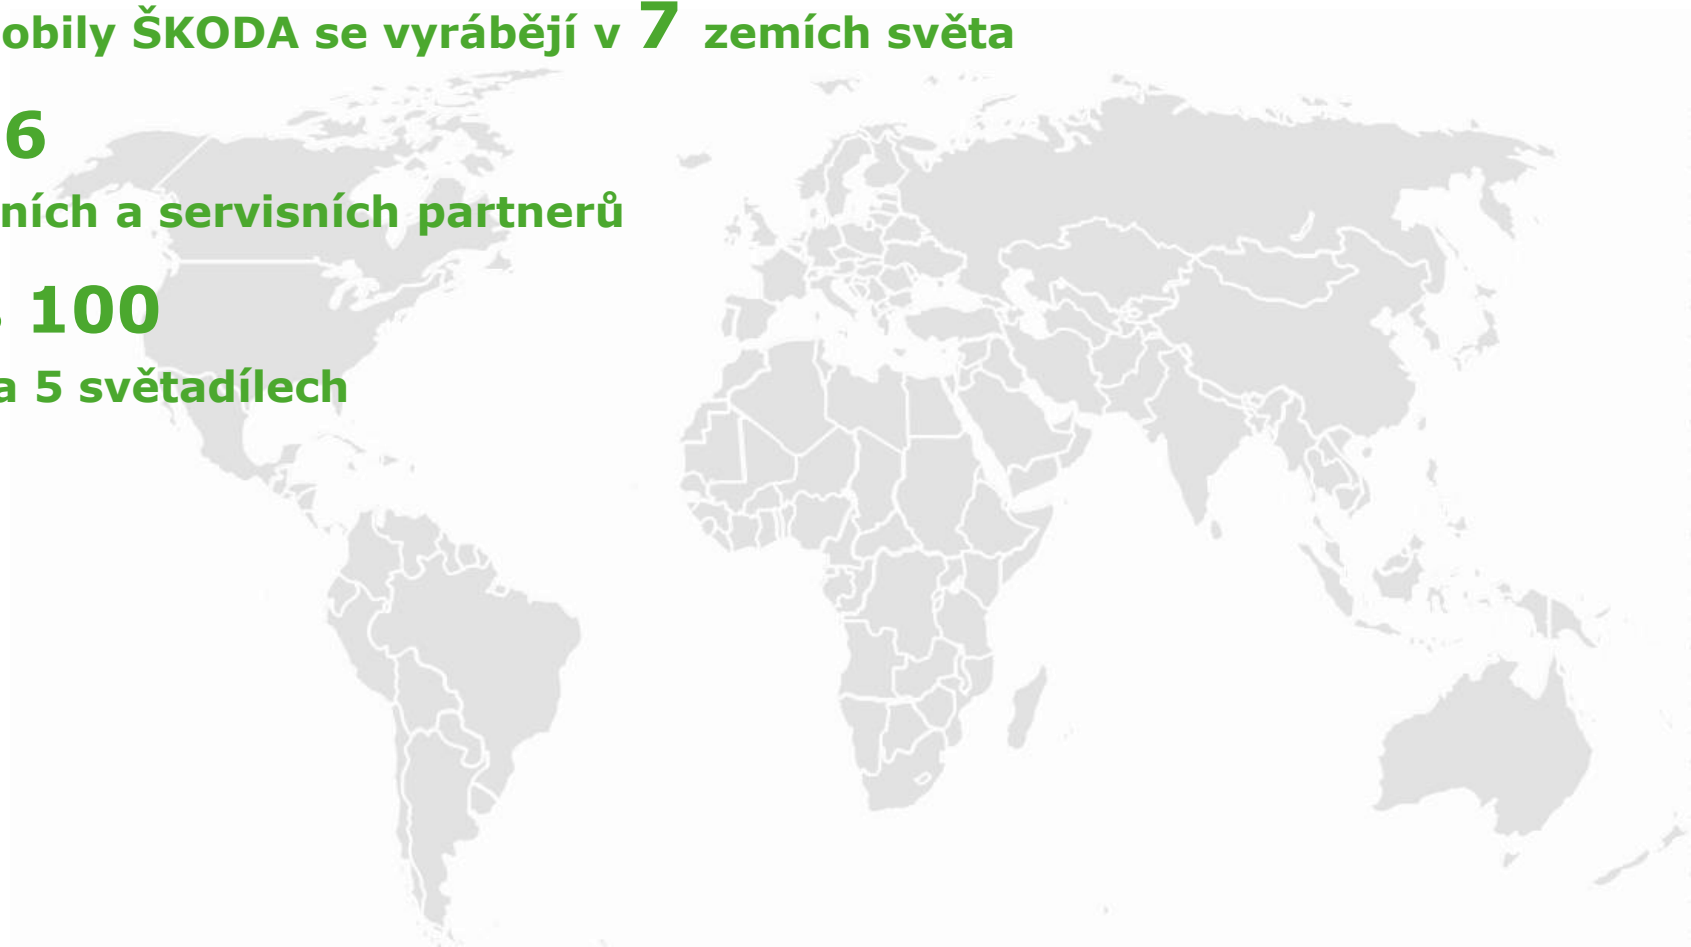 obily ŠKODA se vyrábějí v 7 zemích světa
6
ních a servisních partnerů
100
a 5 světadílech